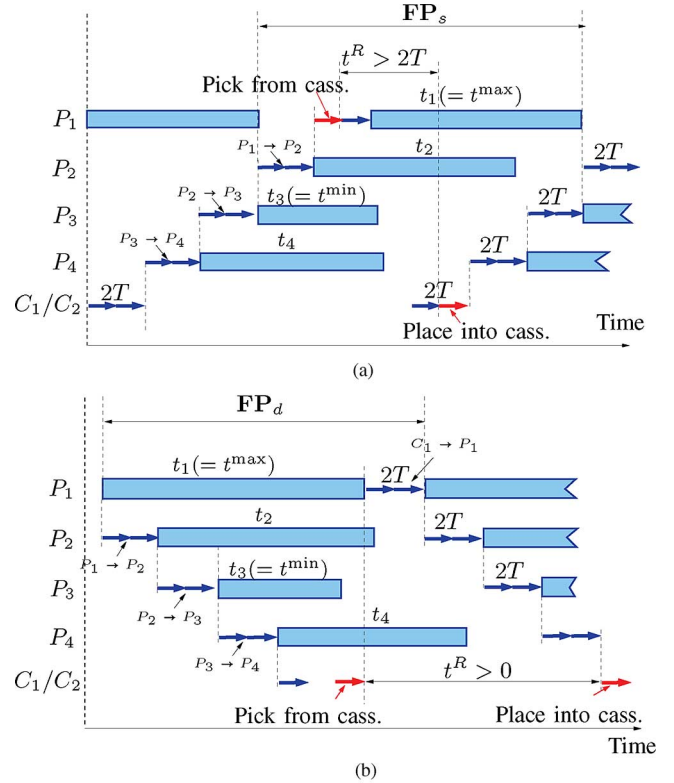 FP_s
t^R > 2T
Pick from cass.
t_1(= t^max)
P_1
P_1 → P_2
t_2
2T
P_2
P_2 → P_3
t_3(= t^min)
2T
P_3
P_3 → P_4
t_4
2T
P_4
2T
2T
C_1/C_2
Place into cass.
Time
(a)
FP_d
C_1 → P_1
t_1(= t^max)
2T
P_1
t_2
2T
P_2
P_1 → P_2
t_3(= t^min)
2T
P_3
P_2 → P_3
t_4
P_4
P_3 → P_4
t^R > 0
C_1/C_2
Pick from cass.
Place into cass.
Time
(b)